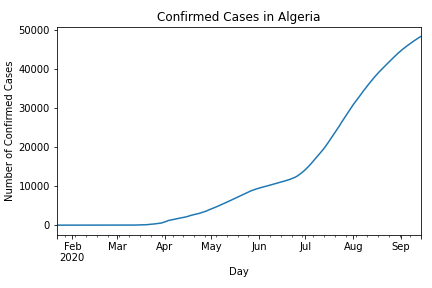 Confirmed Cases in Algeria
50000
40000
30000
20000
10000
0
Number of Confirmed Cases
Feb Mar Apr May Jun Jul Aug Sep
2020
Day